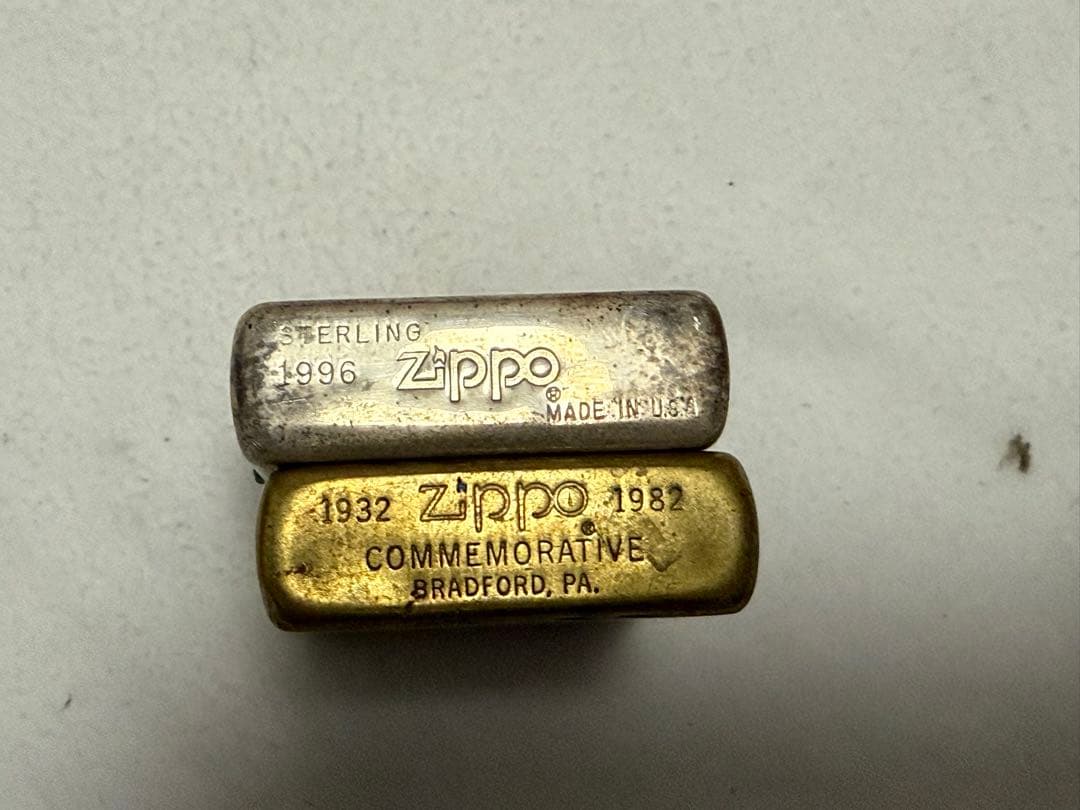 STERLING
1996 Zippo ®
MADE IN U.S.A
1932 Zippo ® 1982
COMMEMORATIVE
BRADFORD, PA.